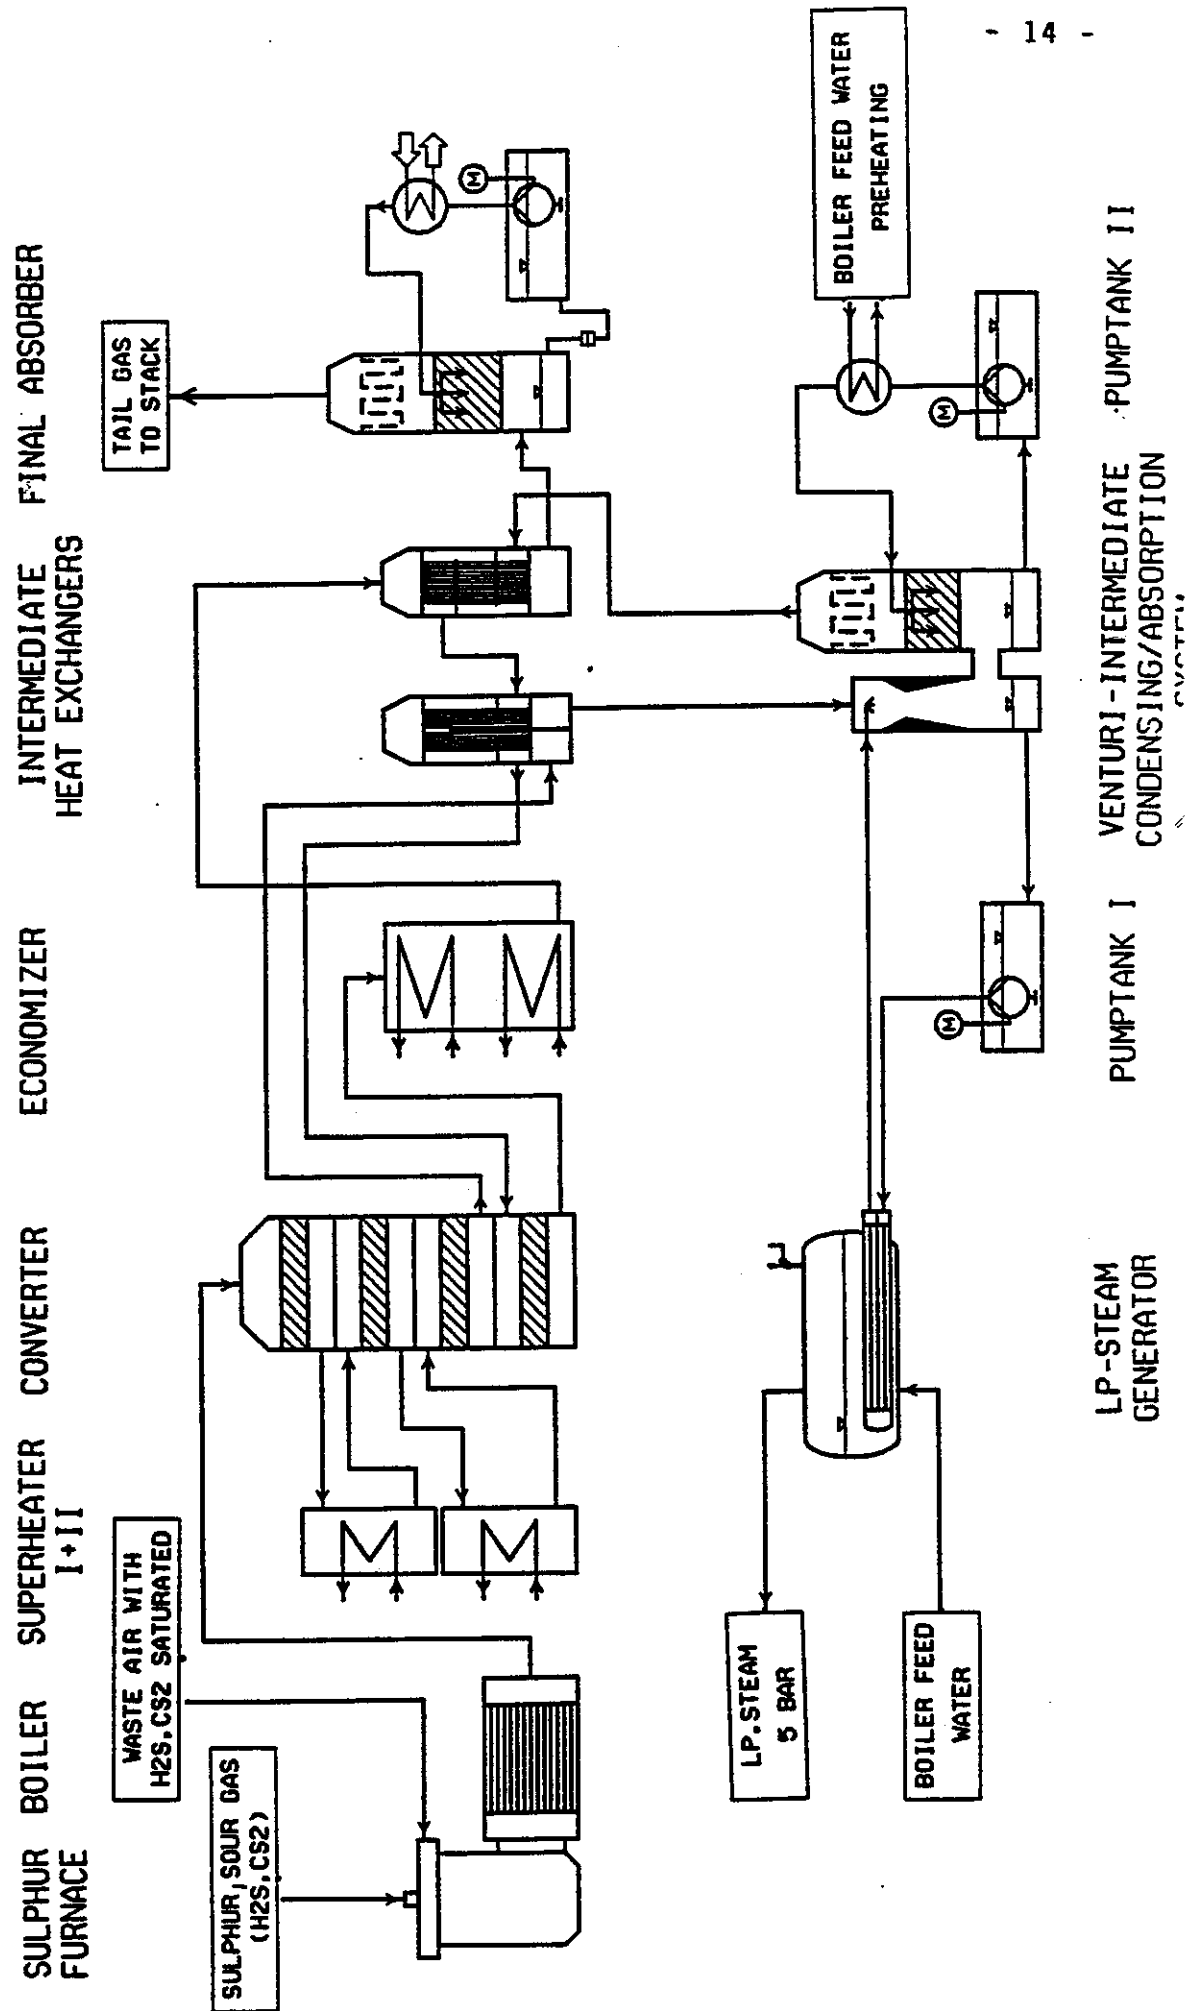 - 14 -
SULPHUR
FURNACE
BOILER
SUPERHEATER
I+II
CONVERTER
ECONOMIZER
INTERMEDIATE
HEAT EXCHANGERS
FINAL ABSORBER
WASTE AIR WITH
H2S,CS2 SATURATED
SULPHUR,SOUR GAS
(H2S,CS2)
TAIL GAS
TO STACK
M
BOILER FEED WATER
PREHEATING
M
M
LP.STEAM
5 BAR
BOILER FEED
WATER
LP-STEAM
GENERATOR
PUMPTANK I
VENTURI-INTERMEDIATE
CONDENSING/ABSORPTION
PUMPTANK II